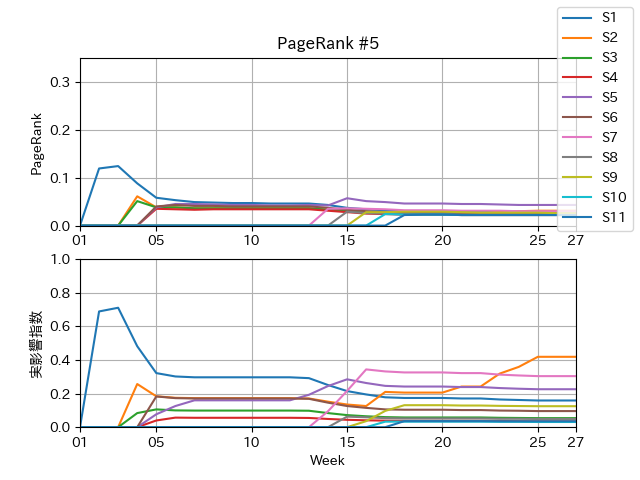 PageRank #5
PageRank
0.3
0.2
0.1
0.0
01 05 10 15 20 25 27
S1
S2
S3
S4
S5
S6
S7
S8
S9
S10
S11
実影響指数
1.0
0.8
0.6
0.4
0.2
0.0
01 05 10 15 20 25 27
Week